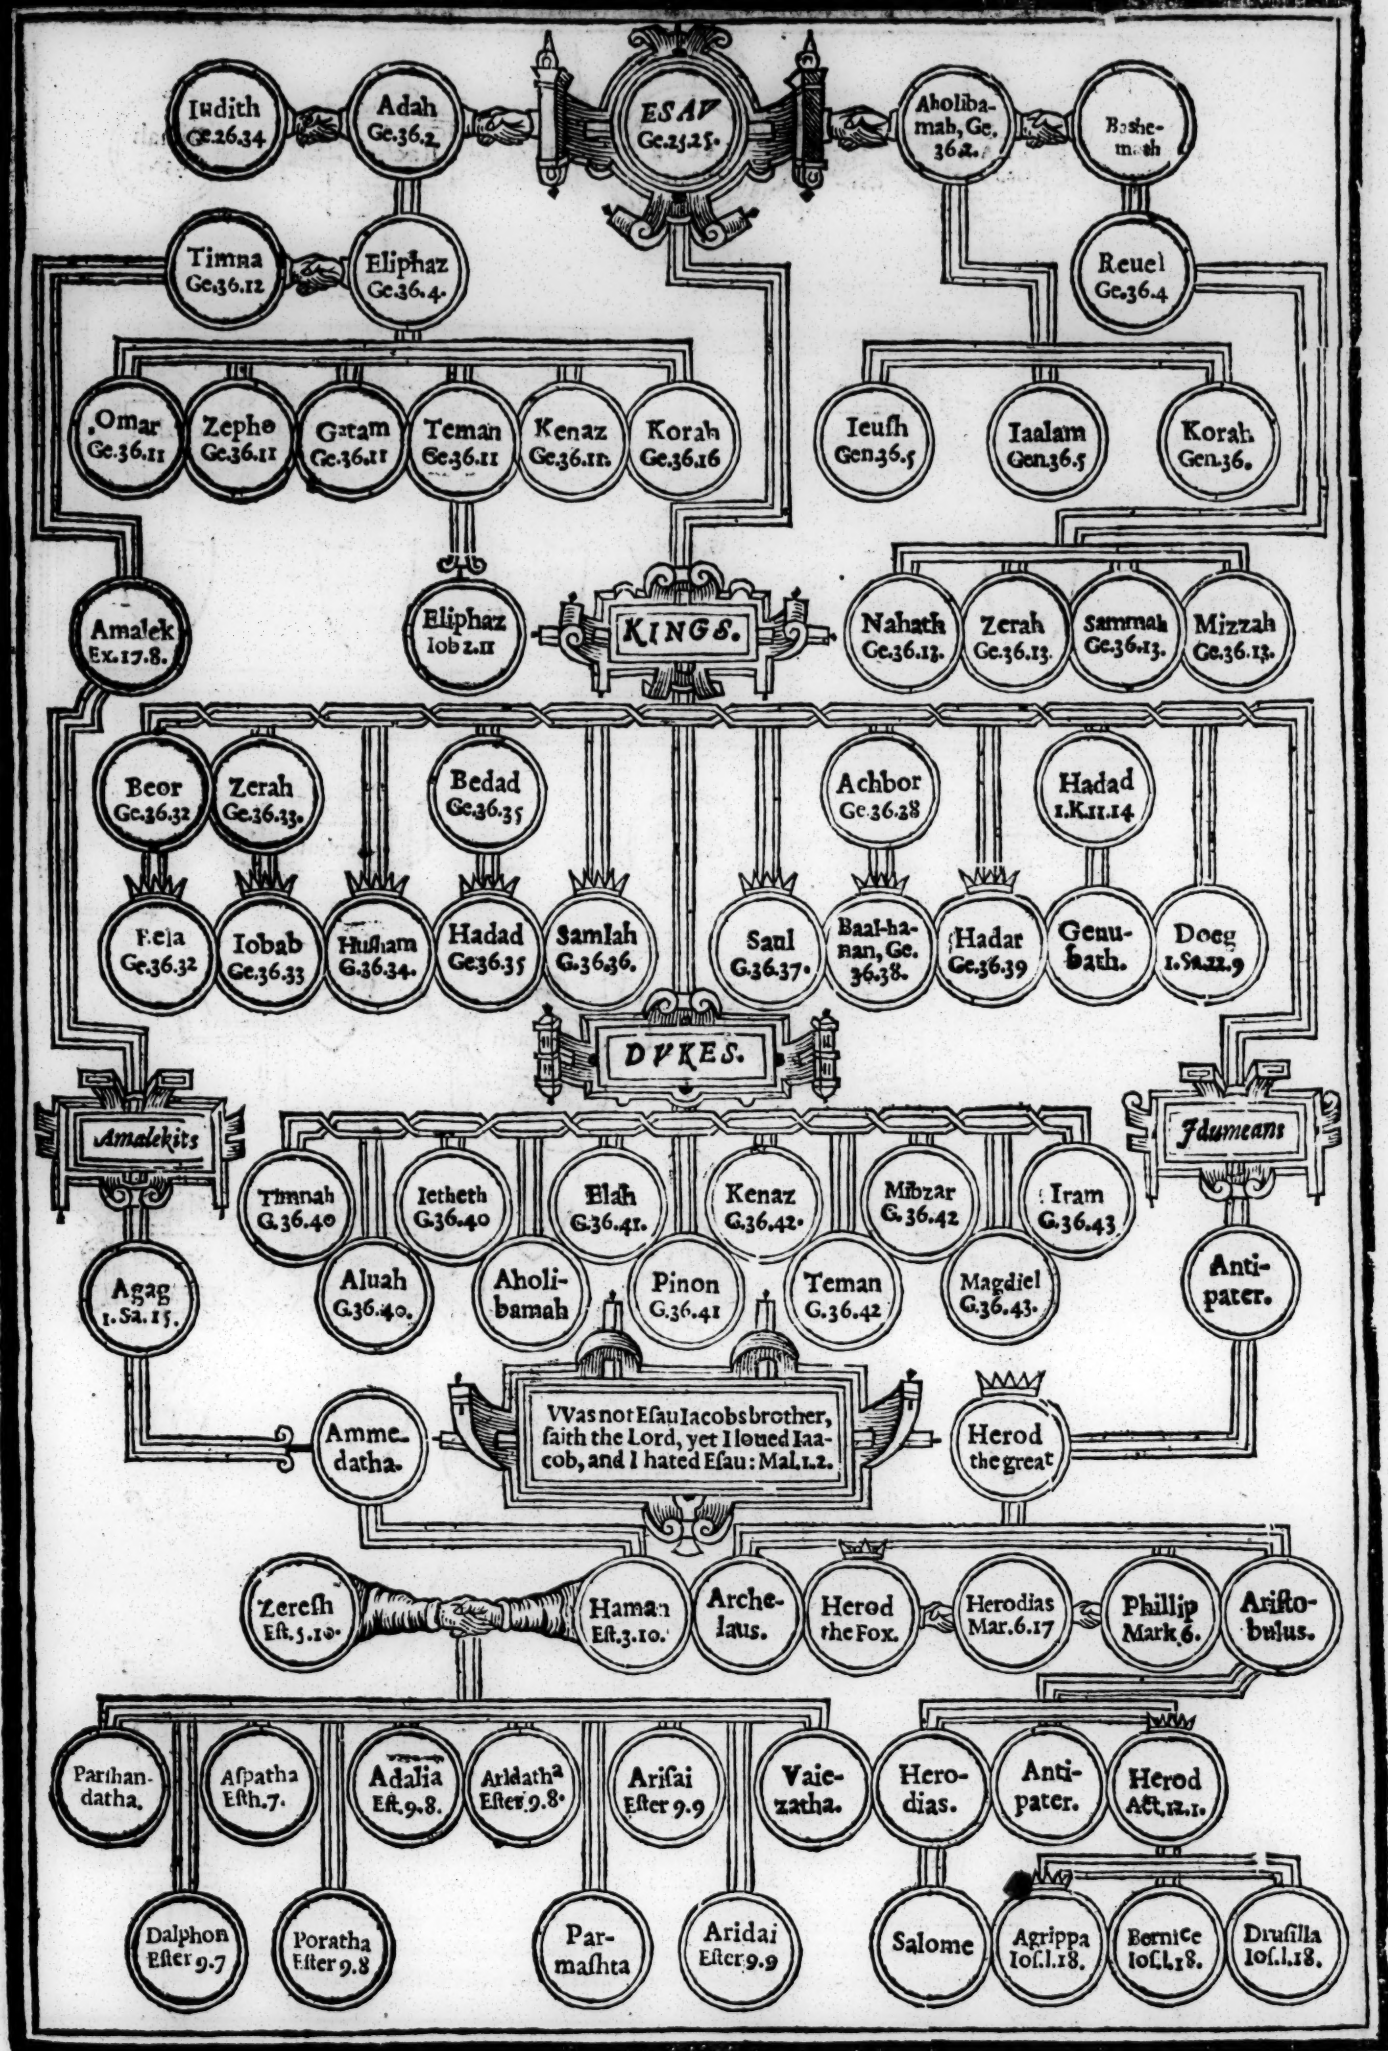 Iudith
Ge.26.34
Adah
Ge.36.2
ESAV
Ge.25.25.
Aholiba-
mah, Ge.
36.2.
Bashe-
math
Timna
Ge.36.12
Eliphaz
Ge.36.4.
Reuel
Ge.36.4
Omar
Ge.36.11
Zepho
Ge.36.11
Gatam
Ge.36.11
Teman
Ge.36.11
Kenaz
Ge.36.11.
Korah
Ge.36.16
Ieuſh
Gen.36.5
Iaalam
Gen.36.5
Korah
Gen.36.
Amalek
Ex.17.8.
Eliphaz
Iob 2.11
KINGS.
Nahath
Ge.36.13.
Zerah
Ge.36.13.
Sammah
Ge.36.13.
Mizzah
Ge.36.13.
Beor
Ge.36.32
Zerah
Ge.36.33.
Bedad
Ge.36.35
Achbor
Ge.36.38
Hadad
1.K.11.14
Bela
Ge.36.32
Iobab
Ge.36.33
Huſham
G.36.34.
Hadad
Ge.36.35
Samlah
G.36.36.
Saul
G.36.37.
Baal-ha-
nan, Ge.
36.38.
Hadar
Ge.36.39
Genu-
bath.
Doeg
1.Sa.22.9
DVKES.
Amalekits
Idumeans
Timnah
G.36.40
Ietheth
G.36.40
Elah
G.36.41.
Kenaz
G.36.42.
Mibzar
G.36.42
Iram
G.36.43
Agag
1.Sa.15.
Aluah
G.36.40.
Aholi-
bamah
Pinon
G.36.41
Teman
G.36.42
Magdiel
G.36.43.
Anti-
pater.
Amme-
datha.
VVas not Eſau Iacobs brother,
ſaith the Lord, yet I loued Iaa-
cob, and I hated Eſau: Mal.1.2.
Herod
the great
Zereſh
Eſt.5.10.
Haman
Eſt.3.10.
Arche-
laus.
Herod
the Fox.
Herodias
Mar.6.17
Phillip
Mark 6.
Ariſto-
bulus.
Parſhan-
datha.
Aſpatha
Eſth.7.
Adalia
Eſt.9.8.
Aridatha
Eſter 9.8.
Ariſai
Eſter 9.9
Vaie-
zatha.
Hero-
dias.
Anti-
pater.
Herod
Act.12.1.
Dalphon
Eſter 9.7
Poratha
Eſter 9.8
Par-
maſhta
Aridai
Eſter 9.9
Salome
Agrippa
Ioſ.l.18.
Bernice
Ioſ.l.18.
Druſilla
Ioſ.l.18.